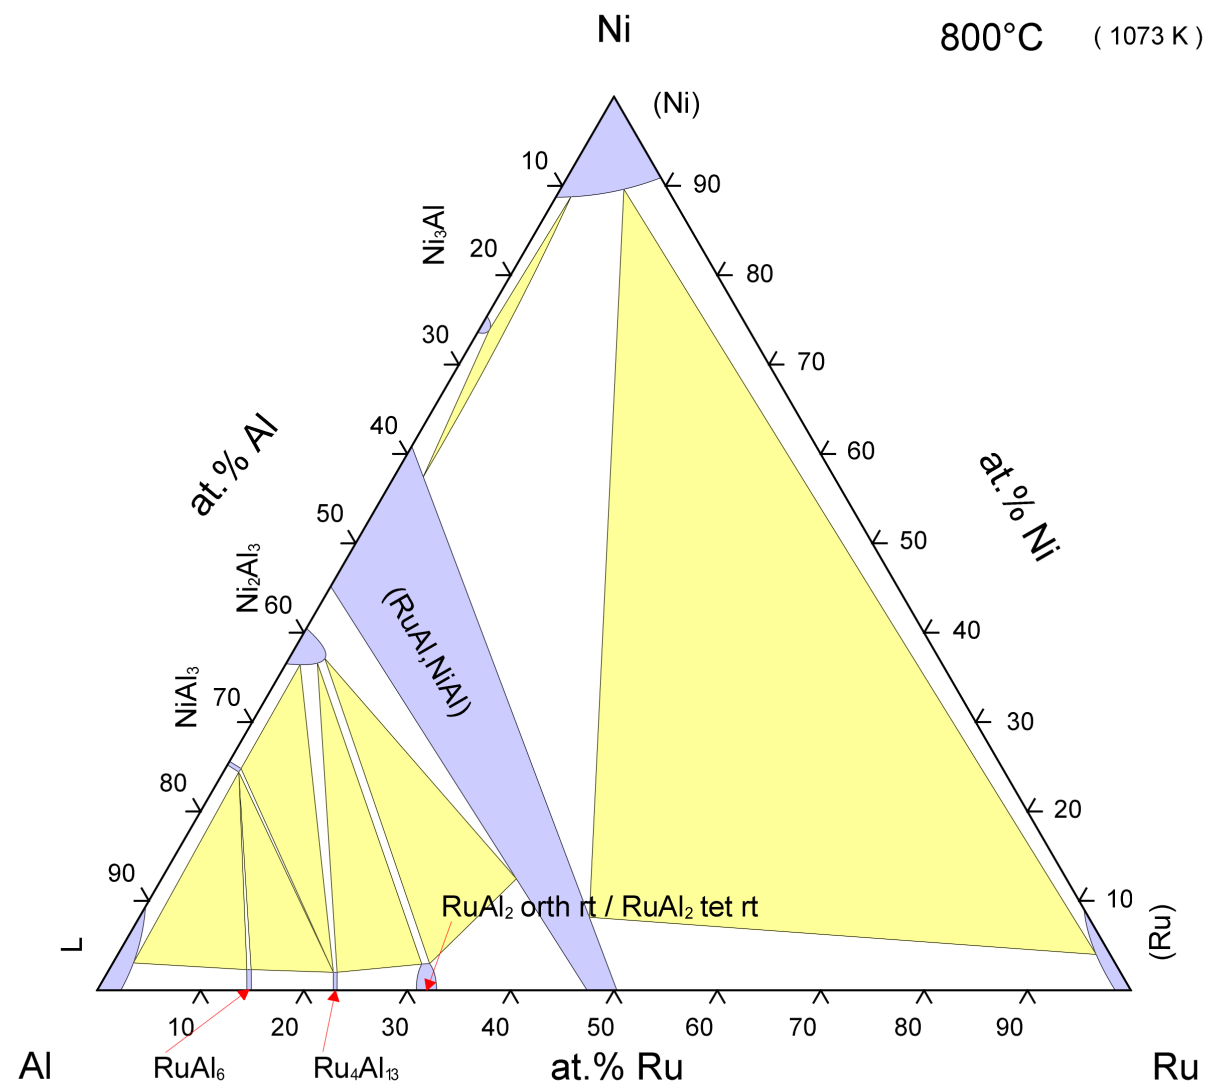 Ni
800°C
( 1073 K )
(Ni)
10
90
Ni₃Al
20
80
30
70
40
60
at.% Al
at.% Ni
50
50
Ni₂Al₃
60
40
(RuAl,NiAl)
NiAl₃
70
30
80
20
90
10
RuAl₂ orth rt / RuAl₂ tet rt
L
(Ru)
10
20
30
40
50
60
70
80
90
Al
RuAl₆
Ru₄Al₁₃
at.% Ru
Ru